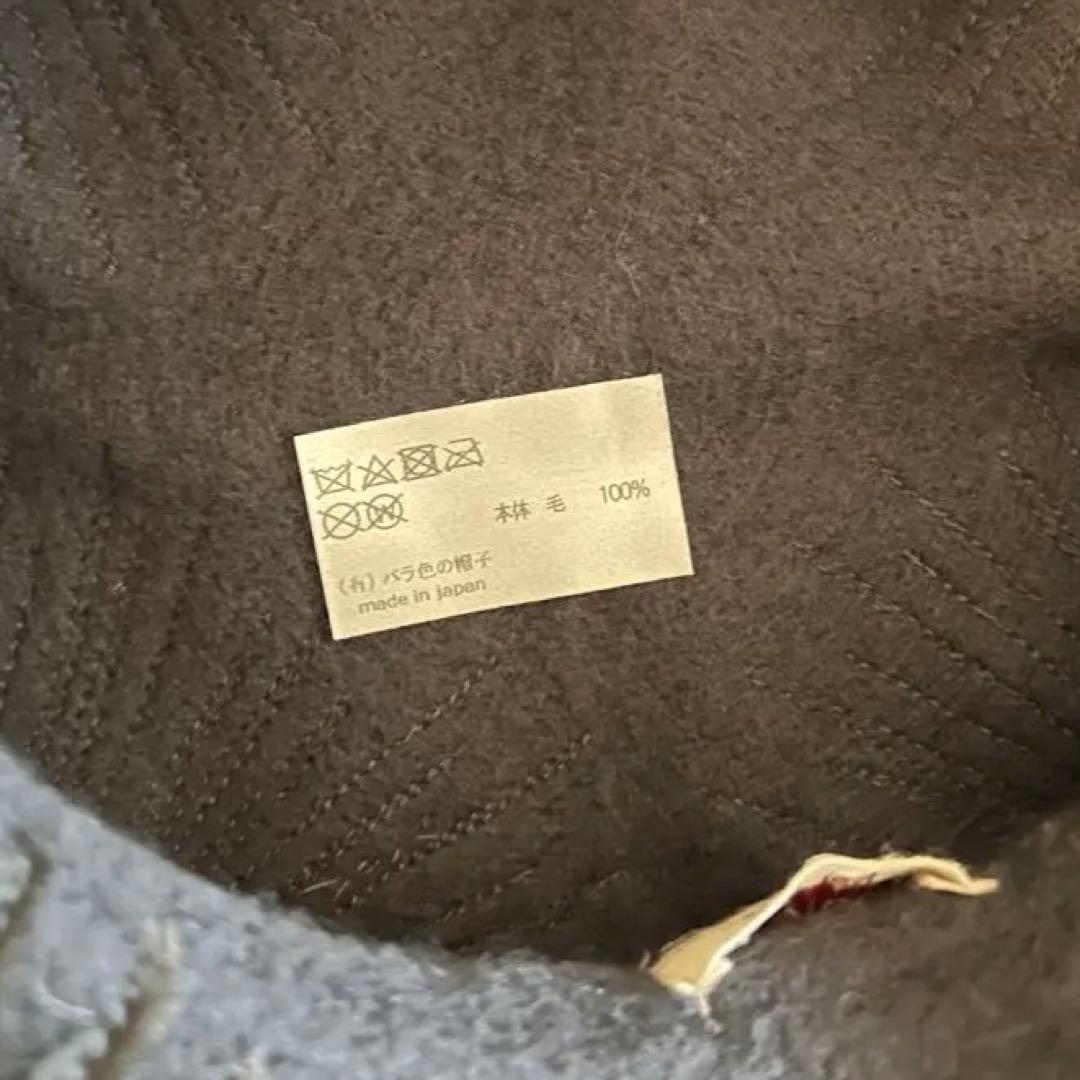 本体 毛 100%
(有)バラ色の帽子
made in japan